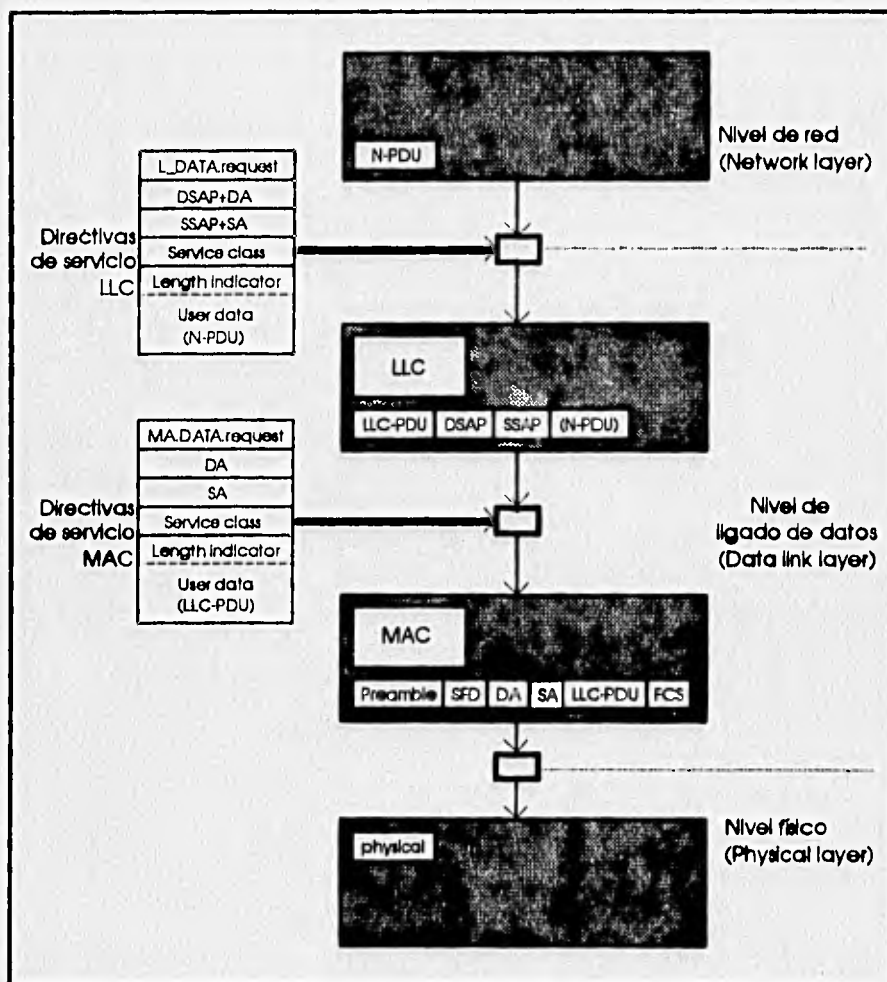 N-PDU
Nivel de red
(Network layer)
L_DATA.request
DSAP+DA
SSAP+SA
Service class
Length indicator
User data
(N-PDU)
Directivas
de servicio
LLC
LLC
LLC-PDU DSAP SSAP (N-PDU)
MA.DATA.request
DA
SA
Service class
Length indicator
User data
(LLC-PDU)
Directivas
de servicio
MAC
Nivel de
ligado de datos
(Data link layer)
MAC
Preamble SFD DA SA LLC-PDU FCS
physical
Nivel físico
(Physical layer)